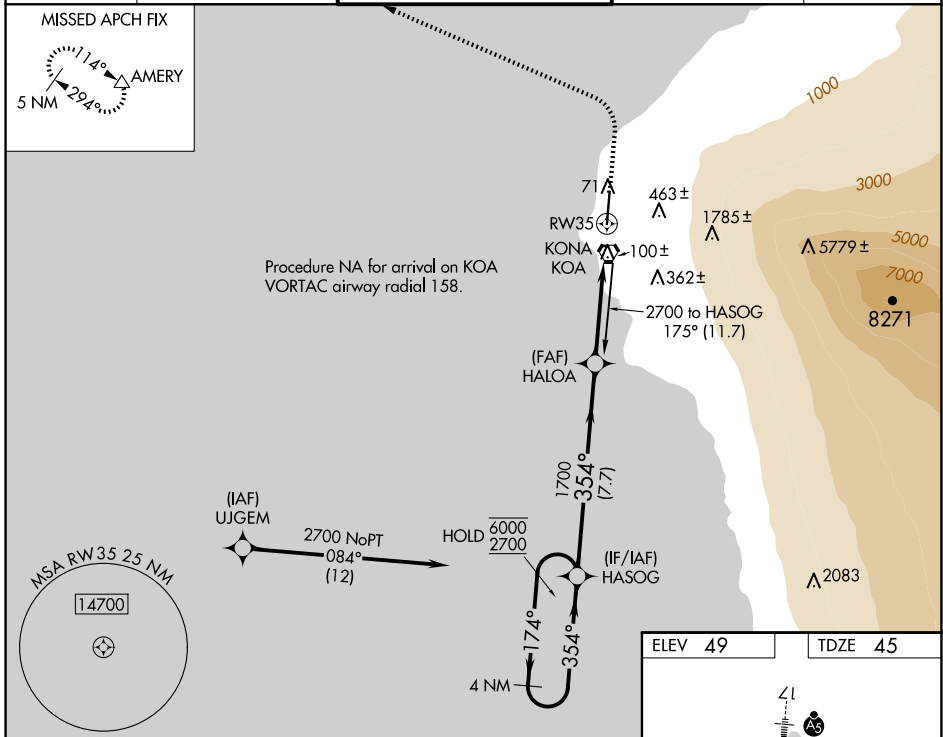 MISSED APCH FIX
114°
AMERY
5 NM
294°
1000
3000
5000
7000
71
463±
1785±
5779±
RW35
KONA
KOA
100±
362±
8271
Procedure NA for arrival on KOA
VORTAC airway radial 158.
2700 to HASOG
175° (11.7)
(FAF)
HALOA
1700
354°
(7.7)
(IAF)
UJGEM
2700 NoPT
084°
(12)
HOLD
6000
2700
(IF/IAF)
HASOG
2083
MSA RW35 25 NM
14700
174°
354°
4 NM
ELEV 49
TDZE 45
17
A5